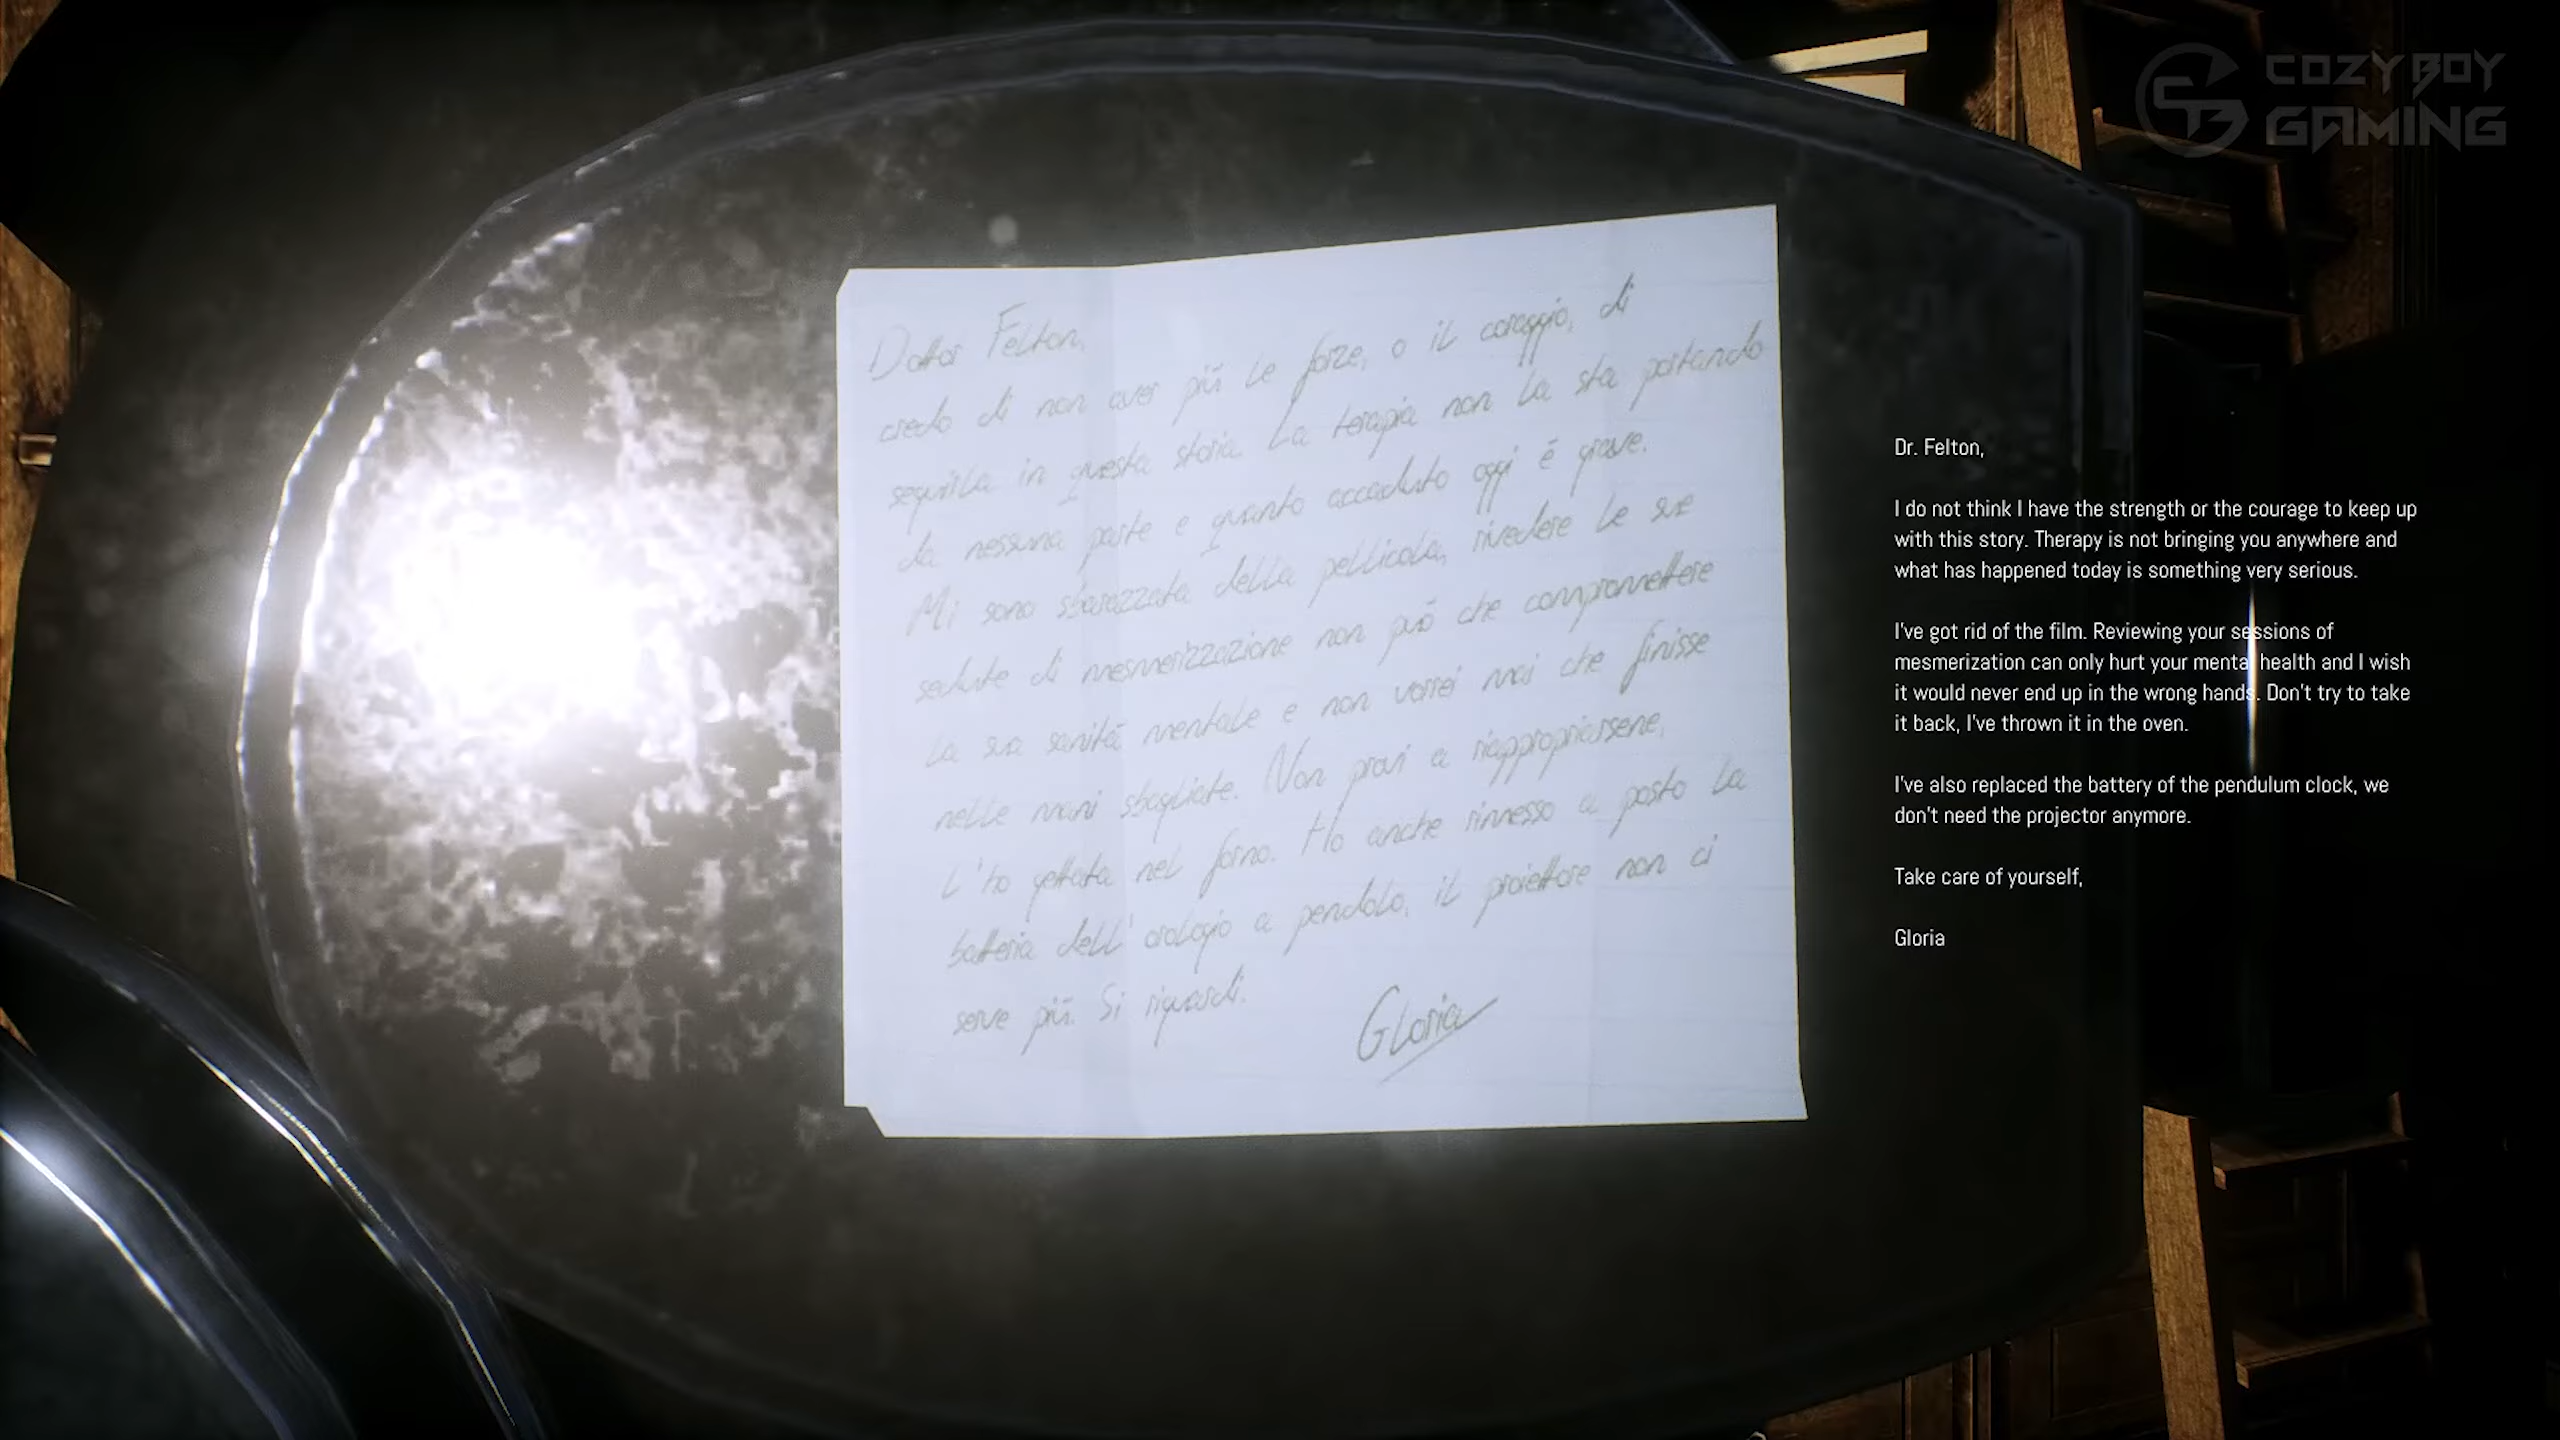 COZY BOY
GAMING
Dottor Felton,
credo di non aver più le forze, o il coraggio, di
seguirla in questa storia. La terapia non la sta portando
da nessuna parte e quanto accaduto oggi è grave.
Mi sono sbarazzata della pellicola, rivedere le sue
sedute di mesmerizzazione non può che compromettere
la sua sanità mentale e non vorrei mai che finisse
nelle mani sbagliate. Non provi a riappropriarsene,
l'ho gettata nel forno. Ho anche rimesso a posto la
batteria dell'orologio a pendolo, il proiettore non ci
serve più. Si riguardi.
Gloria
Dr. Felton,
I do not think I have the strength or the courage to keep up
with this story. Therapy is not bringing you anywhere and
what has happened today is something very serious.
I've got rid of the film. Reviewing your sessions of
mesmerization can only hurt your mental health and I wish
it would never end up in the wrong hands. Don't try to take
it back, I've thrown it in the oven.
I've also replaced the battery of the pendulum clock, we
don't need the projector anymore.
Take care of yourself,
Gloria